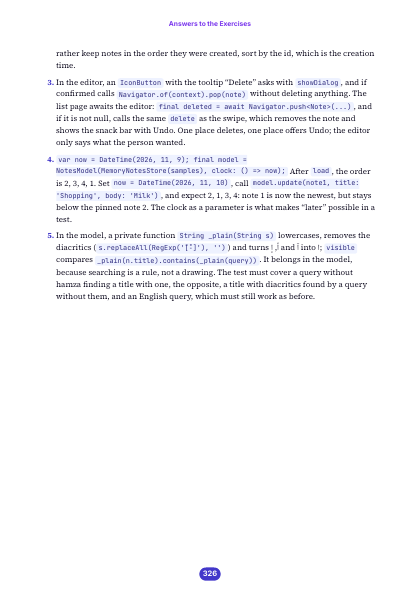 Answers to the Exercises
rather keep notes in the order they were created, sort by the id, which is the creation
time.
3. In the editor, an IconButton with the tooltip “Delete” asks with showDialog, and if
confirmed calls Navigator.of(context).pop(note) without deleting anything. The
list page awaits the editor: final deleted = await Navigator.push<Note>(...), and
if it is not null, calls the same delete as the swipe, which removes the note and
shows the snack bar with Undo. One place deletes, one place offers Undo; the editor
only says what the person wanted.
4. var now = DateTime(2026, 11, 9); final model =
NotesModel(MemoryNotesStore(samples), clock: () => now); After load, the order
is 2, 3, 4, 1. Set now = DateTime(2026, 11, 10), call model.update(note1, title:
'Shopping', body: 'Milk'), and expect 2, 1, 3, 4: note 1 is now the newest, but stays
below the pinned note 2. The clock as a parameter is what makes “later” possible in a
test.
5. In the model, a private function String _plain(String s) lowercases, removes the
diacritics (s.replaceAll(RegExp('[]'), '')) and turns and into ; visible
compares _plain(n.title).contains(_plain(query)). It belongs in the model,
because searching is a rule, not a drawing. The test must cover a query without
hamza finding a title with one, the opposite, a title with diacritics found by a query
without them, and an English query, which must still work as before.
326